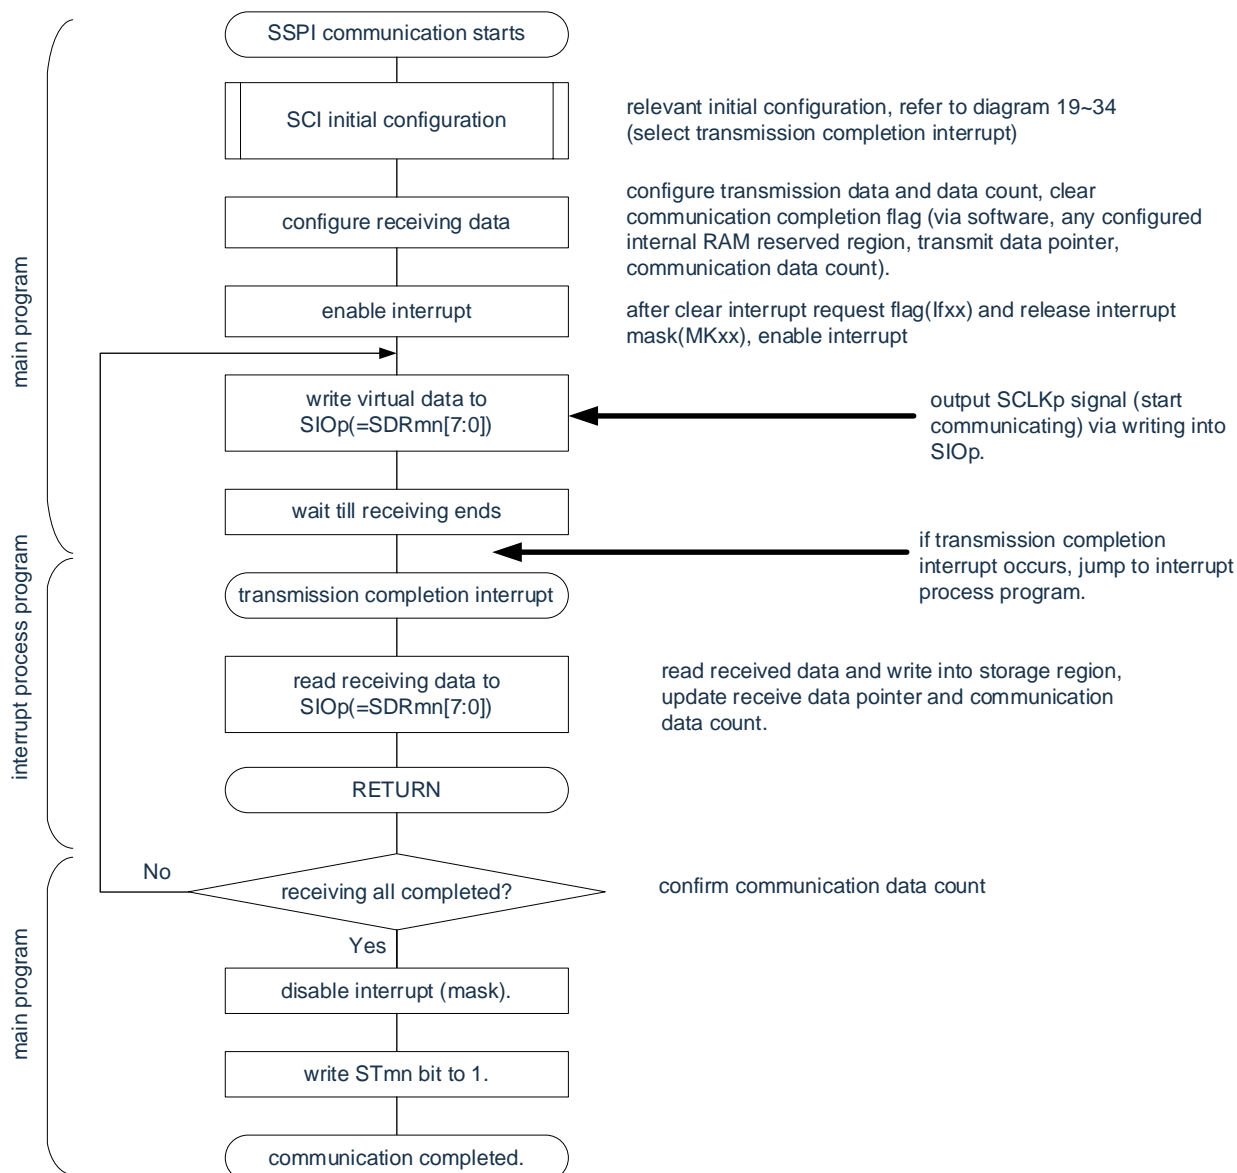 SSPI communication starts
SCI initial configuration
relevant initial configuration, refer to diagram 19~34
(select transmission completion interrupt)
configure receiving data
configure transmission data and data count, clear
communication completion flag (via software, any configured
internal RAM reserved region, transmit data pointer,
communication data count).
main program
enable interrupt
after clear interrupt request flag(Ifxx) and release interrupt
mask(MKxx), enable interrupt
write virtual data to
SIOp(=SDRmn[7:0])
output SCLKp signal (start
communicating) via writing into
SIOp.
wait till receiving ends
if transmission completion
interrupt occurs, jump to interrupt
process program.
interrupt process program
transmission completion interrupt
read receiving data to
SIOp(=SDRmn[7:0])
read received data and write into storage region,
update receive data pointer and communication
data count.
RETURN
No
receiving all completed?
confirm communication data count
Yes
main program
disable interrupt (mask).
write STmn bit to 1.
communication completed.